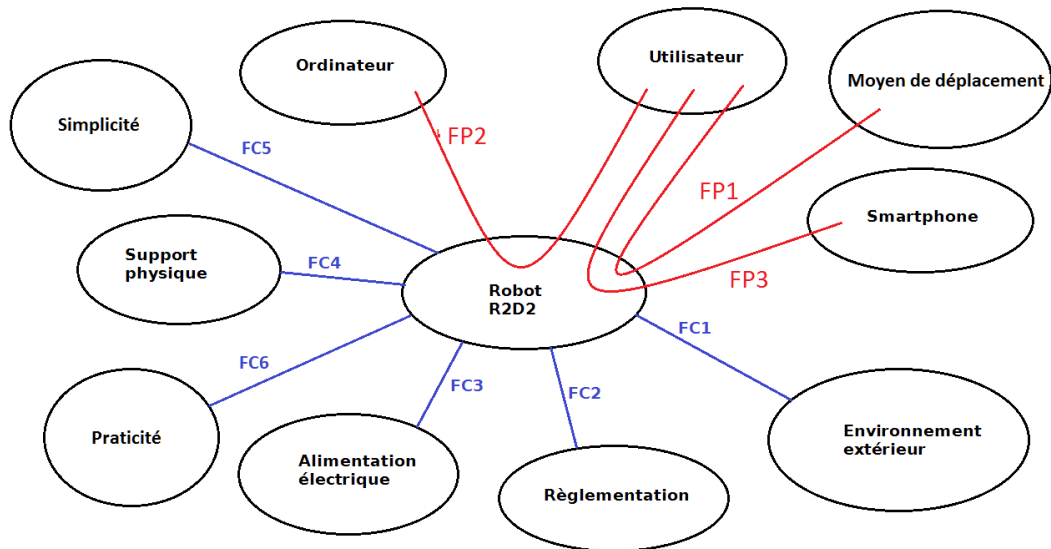 Ordinateur
Utilisateur
Moyen de déplacement
Simplicité
FC5
FP2
FP1
Smartphone
Support
physique
FC4
Robot
R2D2
FP3
FC1
FC6
FC3
FC2
Praticité
Alimentation
électrique
Règlementation
Environnement
extérieur